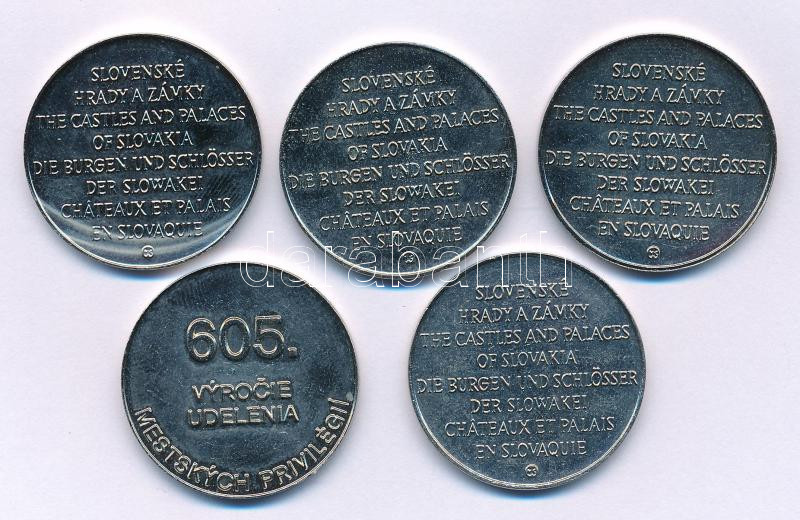 SLOVENSKÉ
HRADY A ZÁMKY
THE CASTLES AND PALACES
OF SLOVAKIA
DIE BURGEN UND SCHLÖSSER
DER SLOWAKEI
CHÂTEAUX ET PALAIS
EN SLOVAQUIE
SLOVENSKÉ
HRADY A ZÁMKY
THE CASTLES AND PALACES
OF SLOVAKIA
DIE BURGEN UND SCHLÖSSER
DER SLOWAKEI
CHÂTEAUX ET PALAIS
EN SLOVAQUIE
SLOVENSKÉ
HRADY A ZÁMKY
THE CASTLES AND PALACES
OF SLOVAKIA
DIE BURGEN UND SCHLÖSSER
DER SLOWAKEI
CHÂTEAUX ET PALAIS
EN SLOVAQUIE
darabanth
605.
VÝROČIE
UDELENIA
MESTSKÝCH PRIVILÉGIÍ
SLOVENSKÉ
HRADY A ZÁMKY
THE CASTLES AND PALACES
OF SLOVAKIA
DIE BURGEN UND SCHLÖSSER
DER SLOWAKEI
CHÂTEAUX ET PALAIS
EN SLOVAQUIE